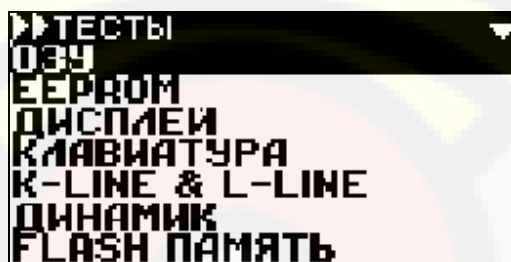 ТЕСТЫ
ОЗУ
EEPROM
ДИСПЛЕЙ
КЛАВИАТУРА
K-LINE & L-LINE
ДИНАМИК
FLASH ПАМЯТЬ